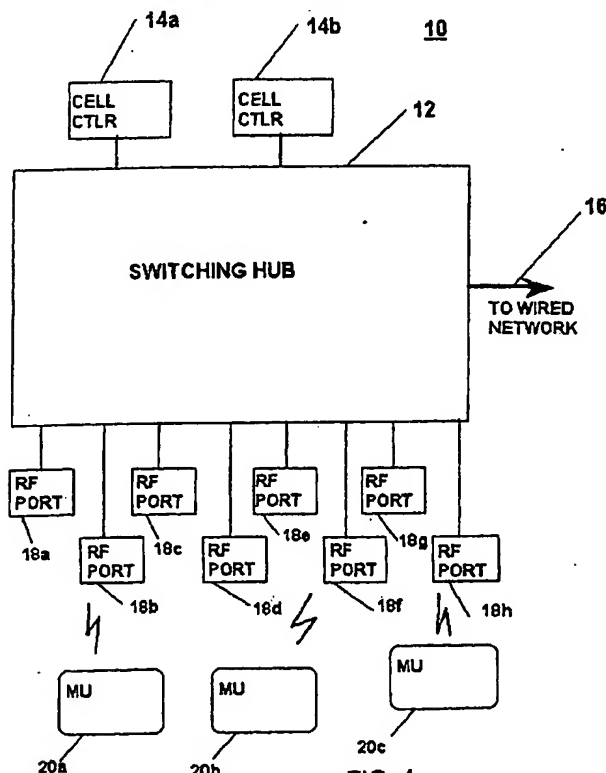 14a
14b
10
CELL
CTLR
CELL
CTLR
12
16
SWITCHING HUB
TO WIRED
NETWORK
RF
PORT
RF
PORT
RF
PORT
RF
PORT
18a
18c
18e
18g
RF
PORT
RF
PORT
RF
PORT
RF
PORT
18b
18d
18f
18h
MU
MU
MU
20a
20b
20c